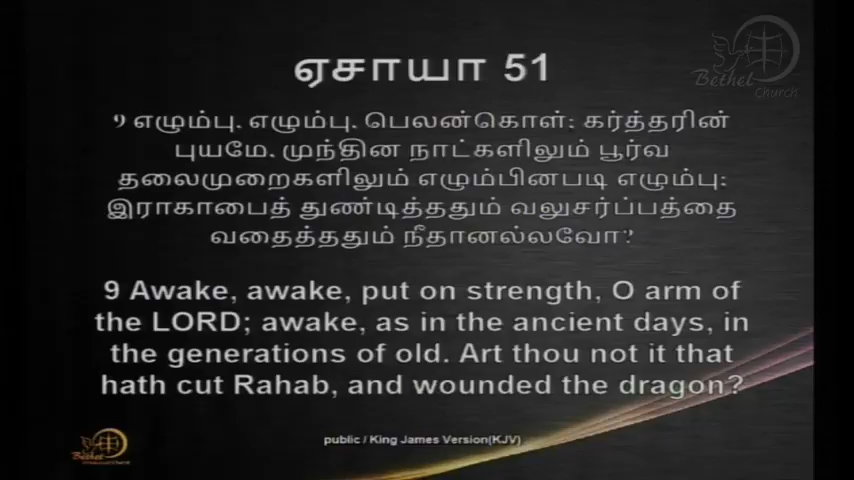 Bethel
Church
ஏசாயா 51
9 எழும்பு, எழும்பு, பெலன்கொள்; கர்த்தரின்
புயமே, முந்தின நாட்களிலும் பூர்வ
தலைமுறைகளிலும் எழும்பினபடி எழும்பு;
இராகாபைத் துண்டித்ததும் வலுசர்ப்பத்தை
வதைத்ததும் நீதானல்லவோ?
9 Awake, awake, put on strength, O arm of
the LORD; awake, as in the ancient days, in
the generations of old. Art thou not it that
hath cut Rahab, and wounded the dragon?
public / King James Version(KJV)
Bethel